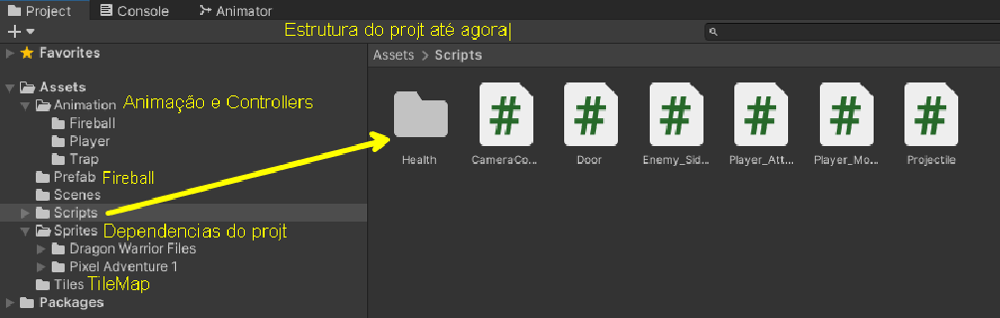 Project Console Animator
Estrutura do projt até agora
Favorites
Assets > Scripts
Assets
Animation Animação e Controllers
Fireball
Player
Trap
Prefab Fireball
Scenes
Scripts
Sprites Dependencias do projt
Dragon Warrior Files
Pixel Adventure 1
Tiles TileMap
Packages
Health CameraCo... Door Enemy_Sid... Player_Att... Player_Mo... Projectile